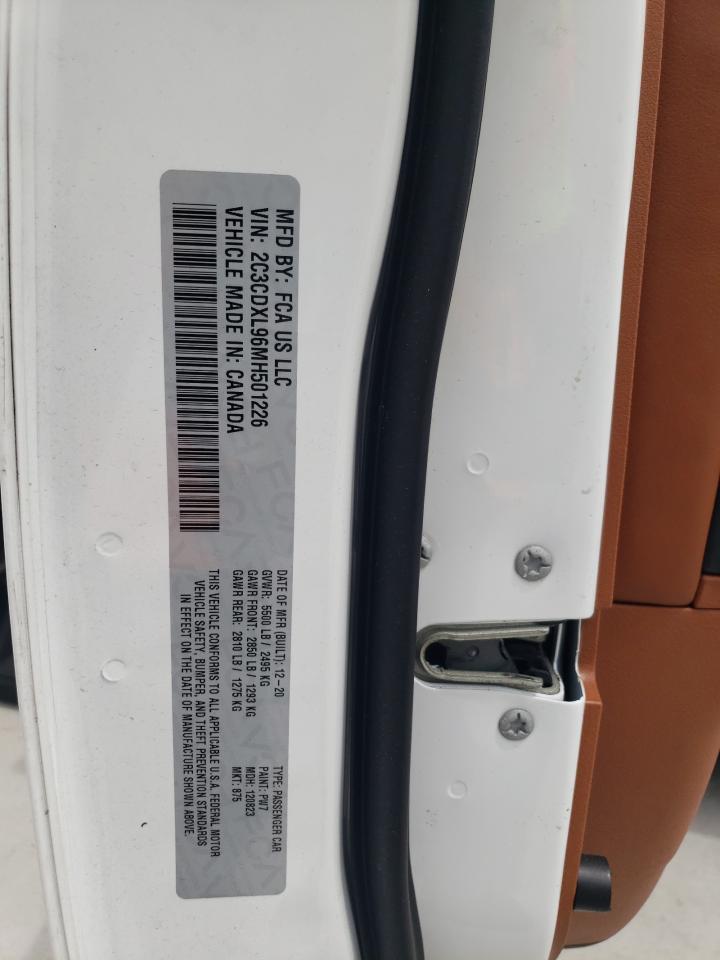 MFD BY: FCA US LLC
VIN: 2C3CDXL96MH501226
VEHICLE MADE IN: CANADA
DATE OF MFR (BUILT): 12-20
GVWR: 5500 LB / 2495 KG
GAWR FRONT: 2850 LB / 1293 KG
GAWR REAR: 2810 LB / 1275 KG
TYPE: PASSENGER CAR
PAINT: PW7
MDH: 120823
MKT: 875
THIS VEHICLE CONFORMS TO ALL APPLICABLE U.S.A. FEDERAL MOTOR
VEHICLE SAFETY, BUMPER, AND THEFT PREVENTION STANDARDS
IN EFFECT ON THE DATE OF MANUFACTURE SHOWN ABOVE.